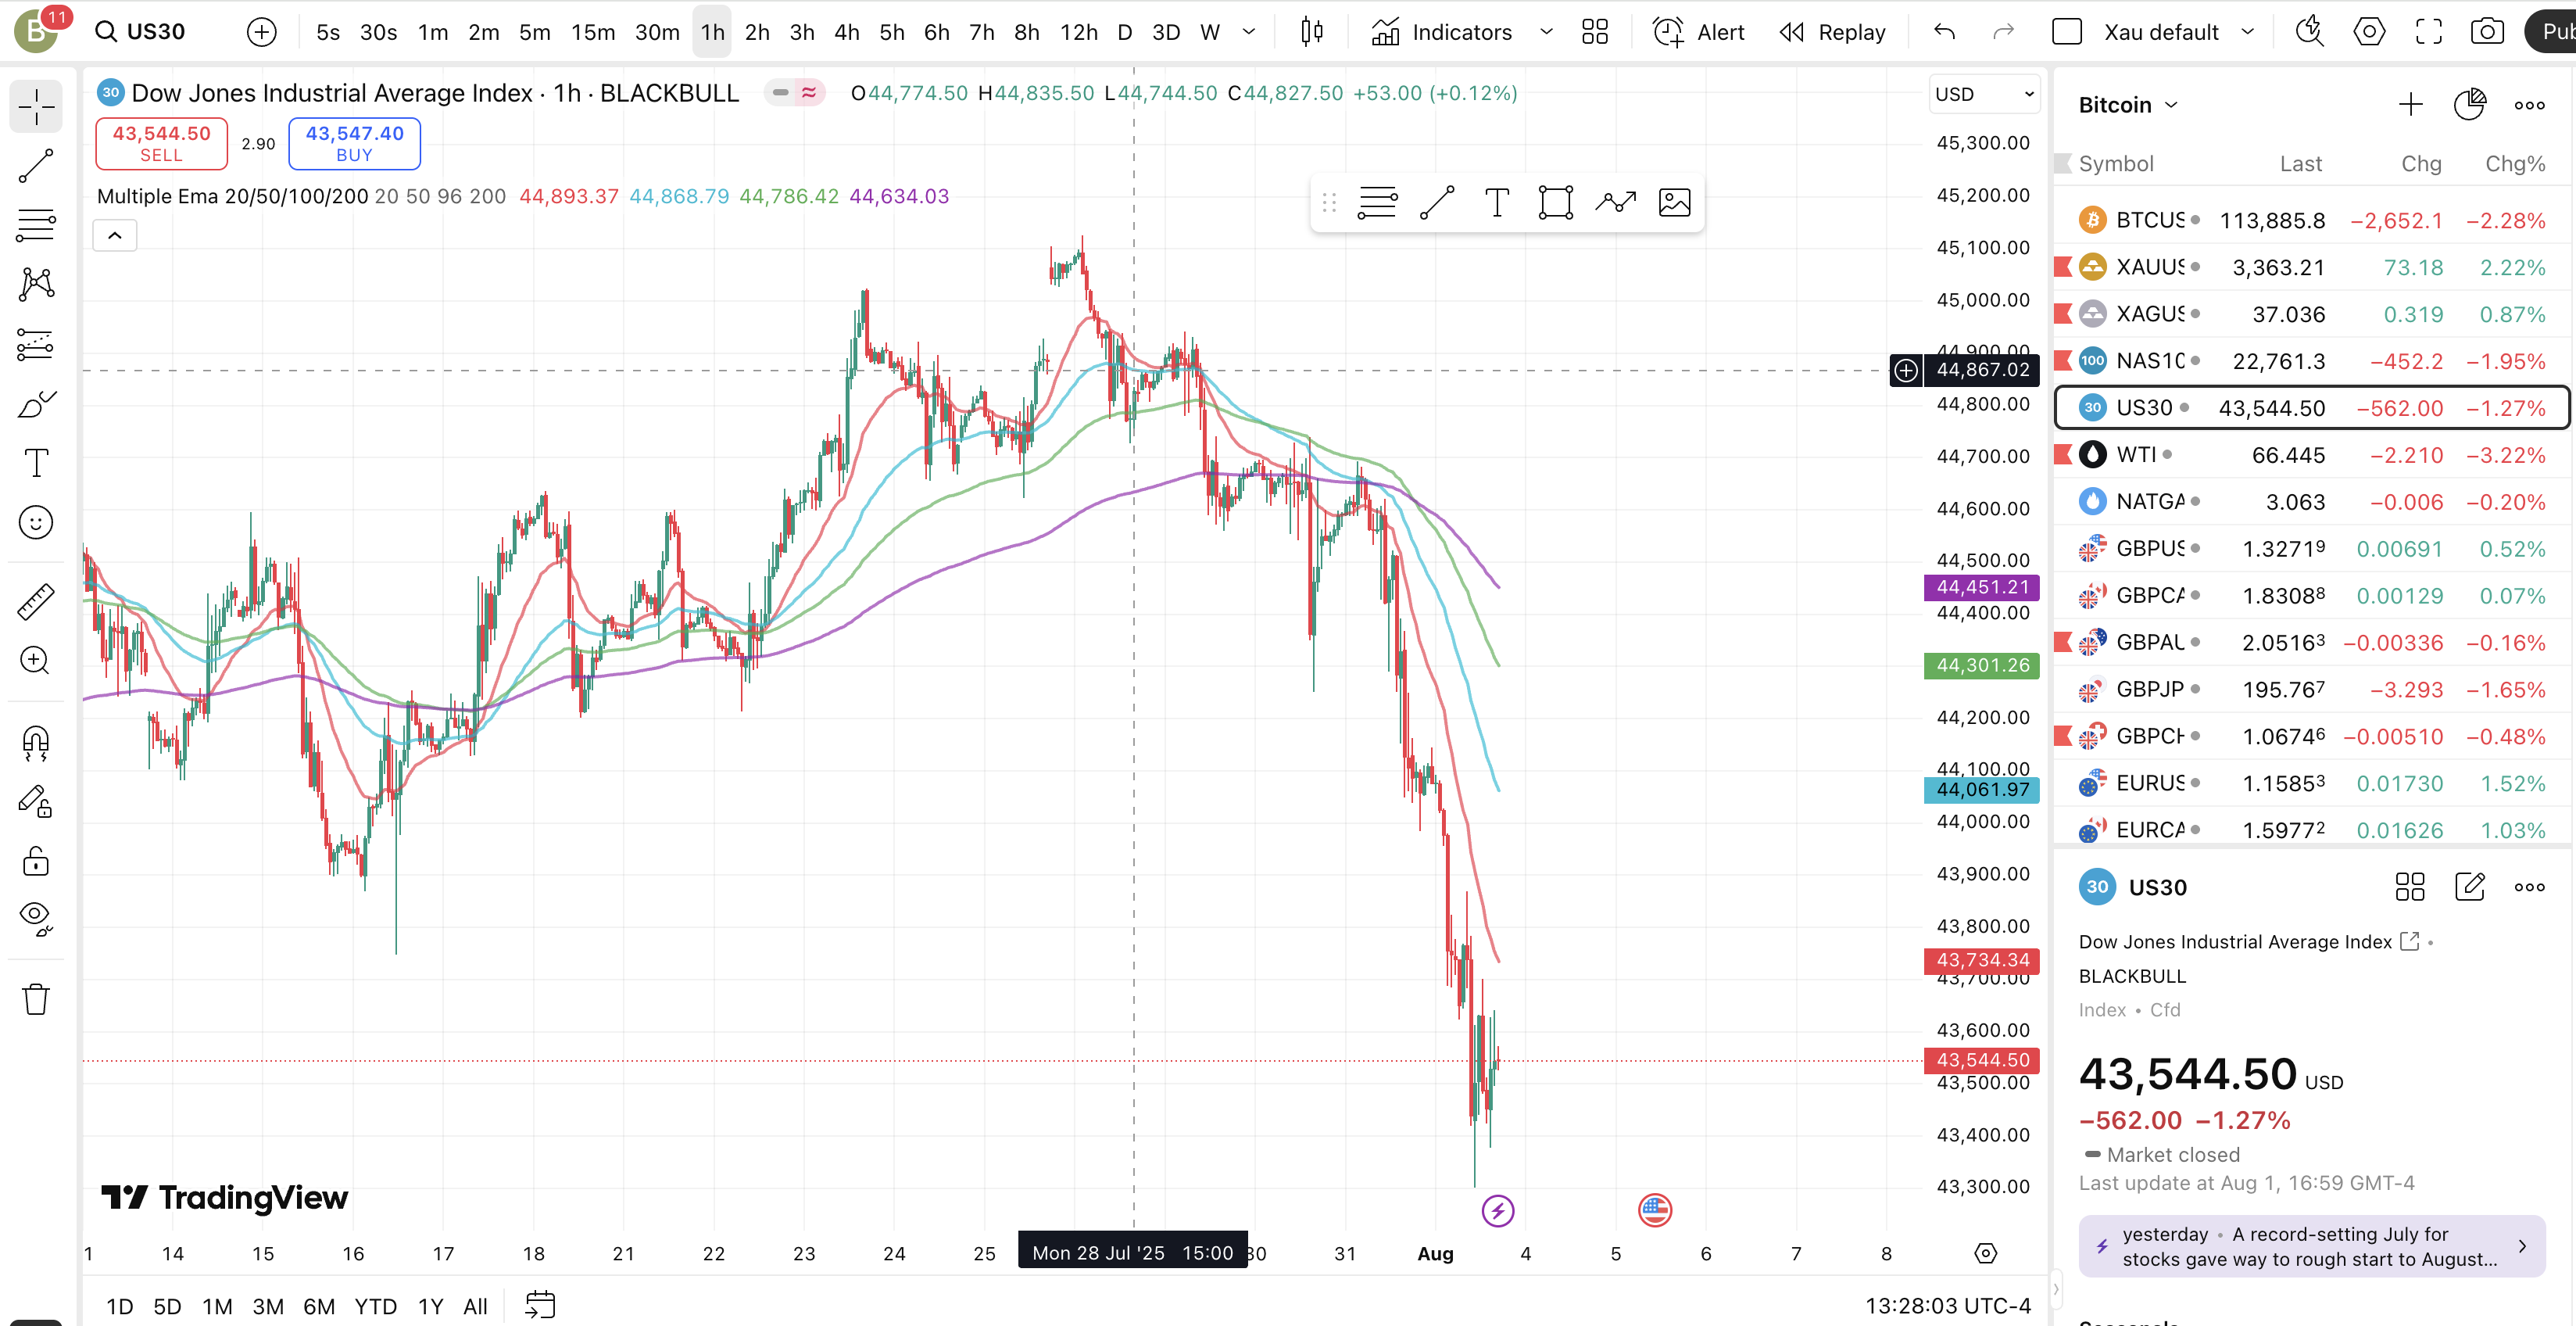 B 11 US30 5s 30s 1m 2m 5m 15m 30m 1h 2h 3h 4h 5h 6h 7h 8h 12h D 3D W Indicators Alert Replay Xau default Pub
30 Dow Jones Industrial Average Index · 1h · BLACKBULL O44,774.50 H44,835.50 L44,744.50 C44,827.50 +53.00 (+0.12%)
43,544.50 SELL
2.90
43,547.40 BUY
Multiple Ema 20/50/100/200 20 50 96 200 44,893.37 44,868.79 44,786.42 44,634.03
USD
45,300.00
45,200.00
45,100.00
45,000.00
44,900.00
44,867.02
44,800.00
44,700.00
44,600.00
44,500.00
44,451.21
44,400.00
44,301.26
44,200.00
44,100.00
44,061.97
44,000.00
43,900.00
43,800.00
43,734.34
43,700.00
43,600.00
43,544.50
43,500.00
43,400.00
43,300.00
TradingView
1 14 15 16 17 18 21 22 23 24 25 Mon 28 Jul '25 15:00 30 31 Aug 4 5 6 7 8
1D 5D 1M 3M 6M YTD 1Y All
13:28:03 UTC-4
Bitcoin
Symbol Last Chg Chg%
BTCUS 113,885.8 −2,652.1 −2.28%
XAUUS 3,363.21 73.18 2.22%
XAGUS 37.036 0.319 0.87%
100 NAS10 22,761.3 −452.2 −1.95%
30 US30 43,544.50 −562.00 −1.27%
WTI 66.445 −2.210 −3.22%
NATGA 3.063 −0.006 −0.20%
GBPUS 1.32719 0.00691 0.52%
GBPCA 1.83088 0.00129 0.07%
GBPAU 2.05163 −0.00336 −0.16%
GBPJP 195.767 −3.293 −1.65%
GBPCH 1.06746 −0.00510 −0.48%
EURUS 1.15853 0.01730 1.52%
EURCA 1.59772 0.01626 1.03%
30 US30
Dow Jones Industrial Average Index
BLACKBULL
Index • Cfd
43,544.50 USD
−562.00 −1.27%
Market closed
Last update at Aug 1, 16:59 GMT-4
yesterday • A record-setting July for
stocks gave way to rough start to August...